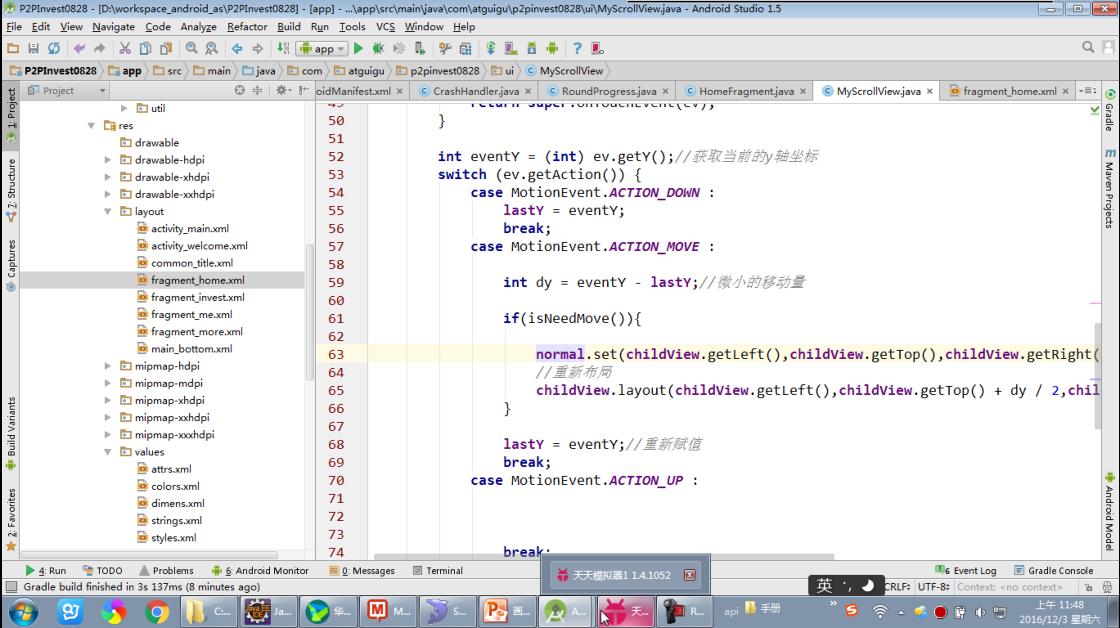 P2PInvest0828 - [D:\workspace_android_as\P2PInvest0828] - [app] - ...\app\src\main\java\com\atguigu\p2pinvest0828\ui\MyScrollView.java - Android Studio 1.5
File Edit View Navigate Code Analyze Refactor Build Run Tools VCS Window Help
app
P2PInvest0828 app src main java com atguigu p2pinvest0828 ui MyScrollView
Project
oidManifest.xml CrashHandler.java RoundProgress.java HomeFragment.java MyScrollView.java fragment_home.xml
1: Project
7: Structure
Captures
Build Variants
2: Favorites
util
res
drawable
drawable-hdpi
drawable-xhdpi
drawable-xxhdpi
layout
activity_main.xml
activity_welcome.xml
common_title.xml
fragment_home.xml
fragment_invest.xml
fragment_me.xml
fragment_more.xml
main_bottom.xml
mipmap-hdpi
mipmap-mdpi
mipmap-xhdpi
mipmap-xxhdpi
mipmap-xxxhdpi
values
attrs.xml
colors.xml
dimens.xml
strings.xml
styles.xml
49 return super.onTouchEvent(ev);
50 }
51
52 int eventY = (int) ev.getY();//获取当前的y轴坐标
53 switch (ev.getAction()) {
54 case MotionEvent.ACTION_DOWN :
55 lastY = eventY;
56 break;
57 case MotionEvent.ACTION_MOVE :
58
59 int dy = eventY - lastY;//微小的移动量
60
61 if(isNeedMove()){
62
63 normal.set(childView.getLeft(),childView.getTop(),childView.getRight(
64 //重新布局
65 childView.layout(childView.getLeft(),childView.getTop() + dy / 2,chil
66 }
67
68 lastY = eventY;//重新赋值
69 break;
70 case MotionEvent.ACTION_UP :
71
72
73
74 break;
Gradle
Maven Projects
Android Model
4: Run TODO Problems 6: Android Monitor 0: Messages Terminal 6 Event Log Gradle Console
天天模拟器1 1.4.1052
Gradle build finished in 3s 137ms (8 minutes ago)
英 CRLF÷ UTF-8÷ Context: <no context>
C... Ja... 华... M... S... 画... A... 天... R... api 手册
上午 11:48
2016/12/3 星期六